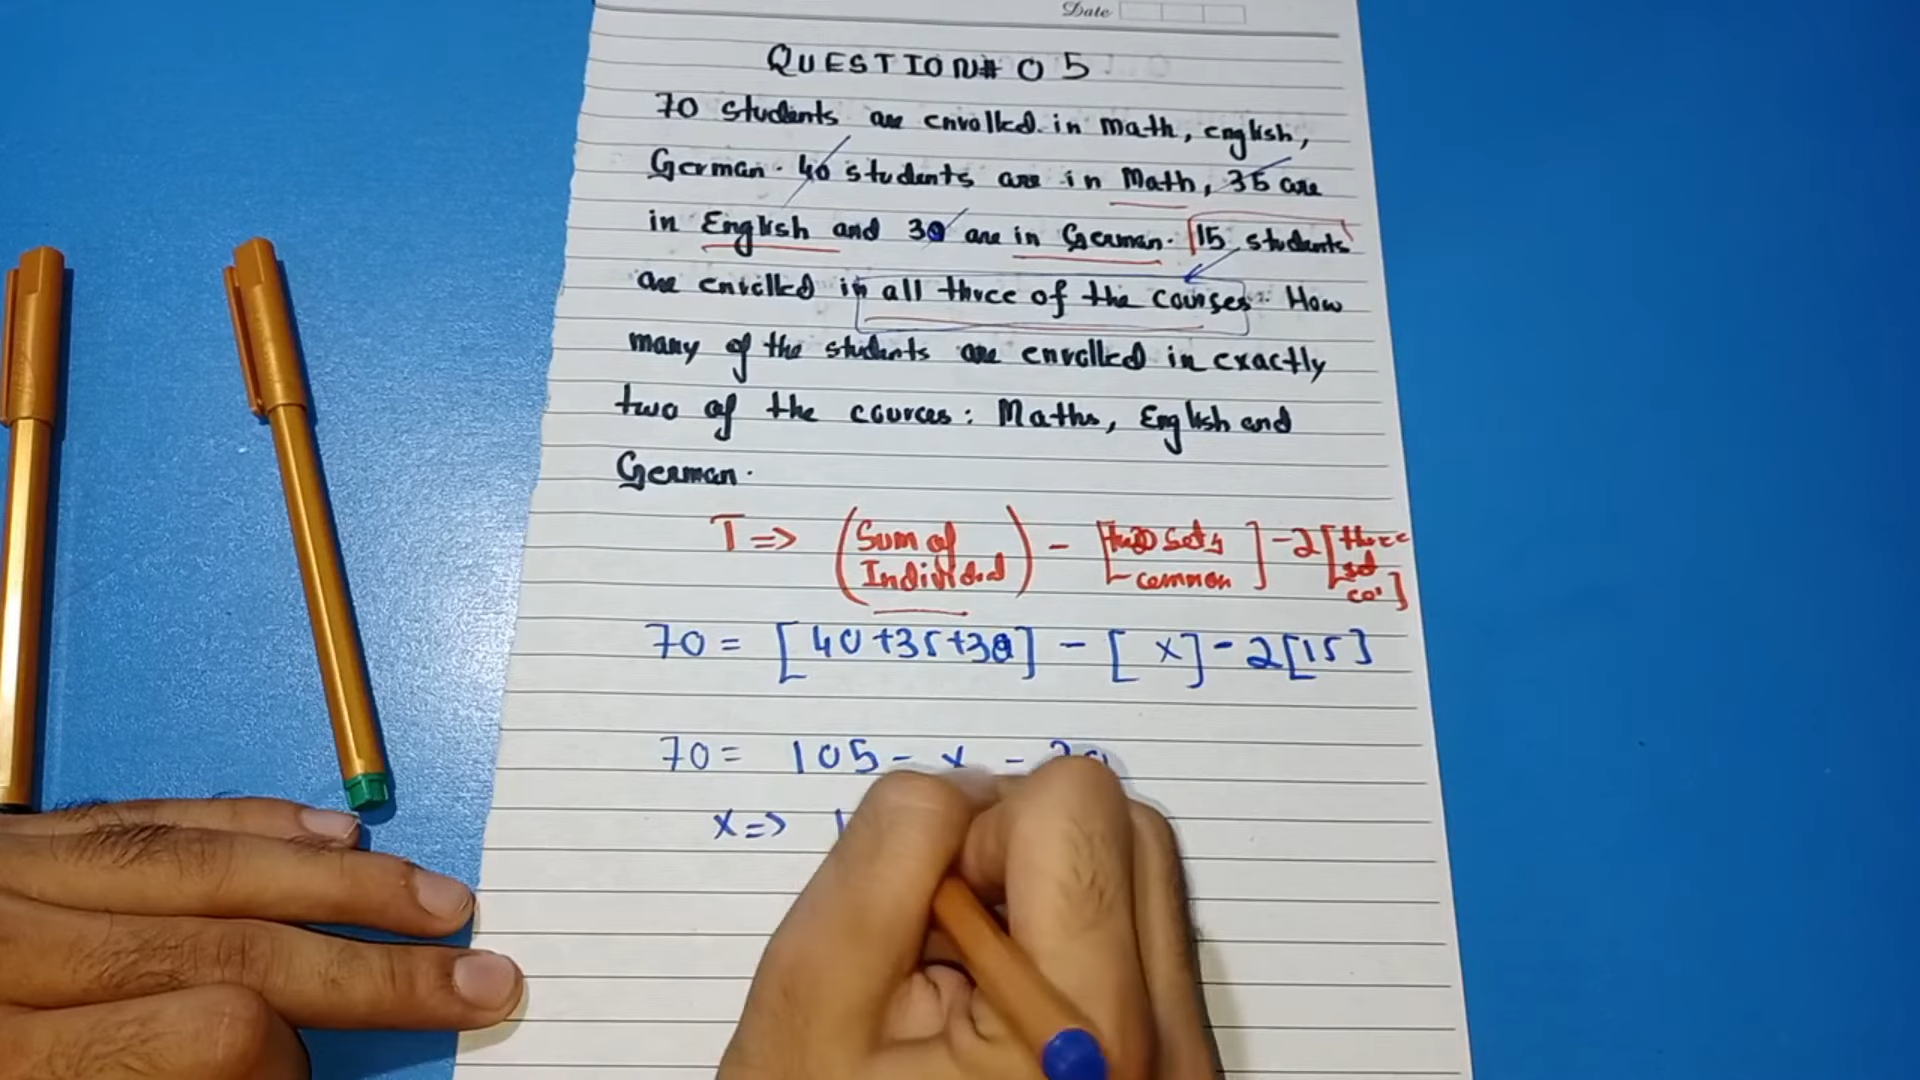 Date
QUESTION# 05
70 students are enrolled in math, english,
German. 40 students are in Math, 35 are
in English and 30 are in German. 15 students
are enrolled in all three of the courses. How
many of the students are enrolled in exactly
two of the cources: Maths, English and
German.
T => (Sum of Individed) - [two sets common] - 2[three set co']
70 = [40+35+30] - [x] - 2[15]
70 = 105 - x - 30
x =>